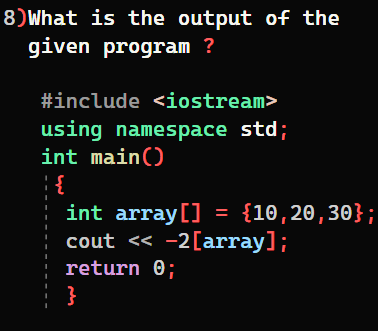 8)What is the output of the
given program ?
#include <iostream>
using namespace std;
int main()
{
int array[] = {10,20,30};
cout << -2[array];
return 0;
}